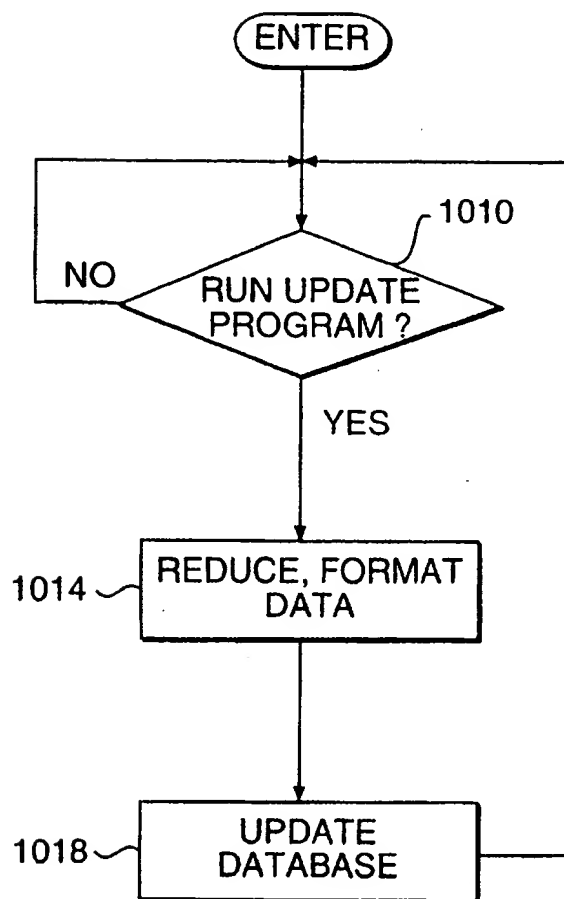 ENTER
1010
NO
RUN UPDATE
PROGRAM ?
YES
1014
REDUCE, FORMAT
DATA
1018
UPDATE
DATABASE